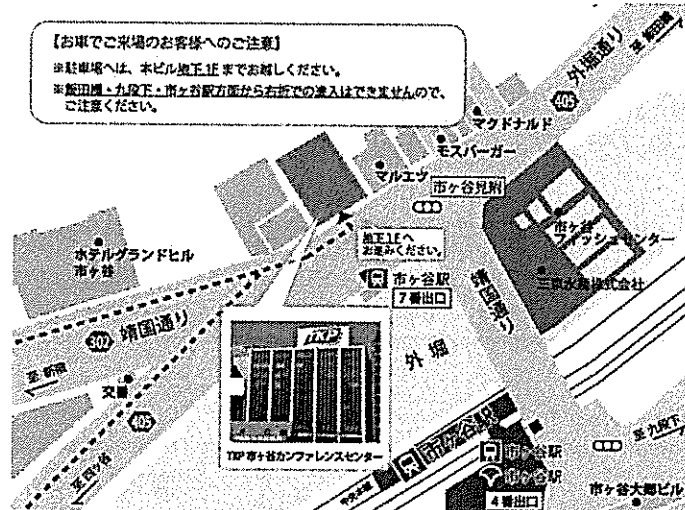 【お車でご来場のお客様へのご注意】
※駐車場へは、本ビル地下1Fまでお越しください。
※飯田橋・九段下・市ヶ谷駅方面から右折での進入はできませんので、
ご注意ください。
至 飯田橋
外堀通り
405
マクドナルド
モスバーガー
マルエツ
市ヶ谷見附
地下1Fへ
お進みください。
市ヶ谷
フィッシュセンター
三京水産株式会社
ホテルグランドヒル
市ヶ谷
市ヶ谷駅
7番出口
靖国通り
302
靖国通り
至 新宿
交番
405
至 四ツ谷
TKP
TKP市ヶ谷カンファレンスセンター
外堀
市ヶ谷駅
中央本線
市ヶ谷駅
市ヶ谷駅
4番出口
至 九段下
市ヶ谷大郷ビル